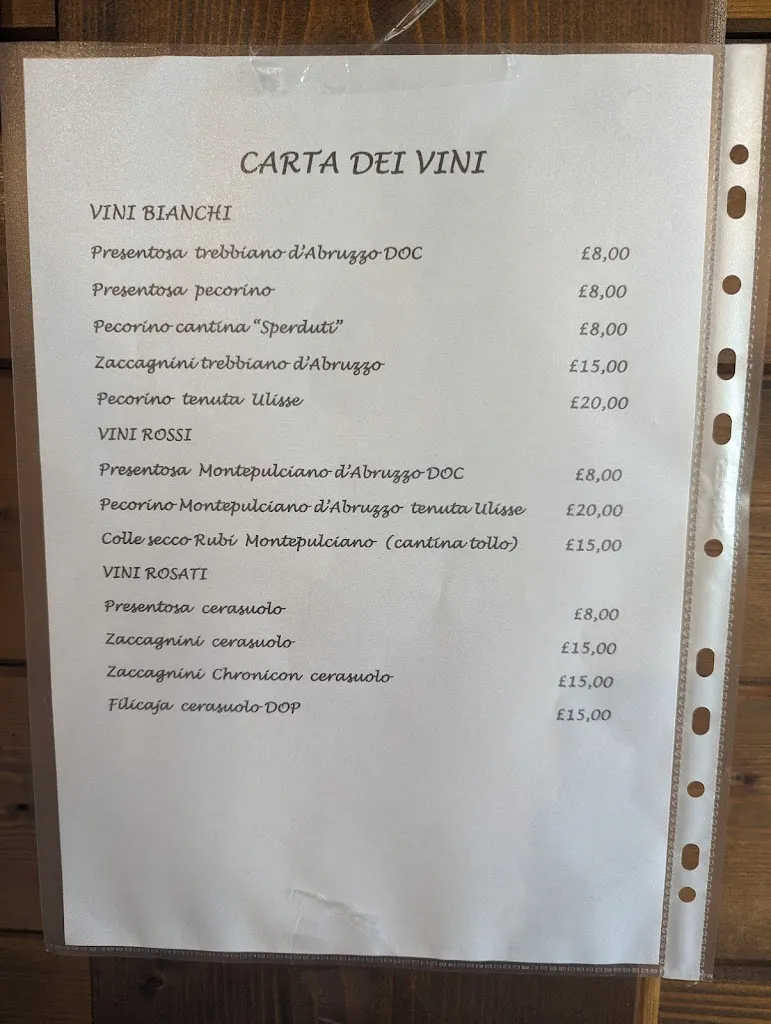 CARTA DEI VINI
VINI BIANCHI
Presentosa trebbiano d'Abruzzo DOC £8,00
Presentosa pecorino £8,00
Pecorino cantina "Sperduti" £8,00
Zaccagnini trebbiano d'Abruzzo £15,00
Pecorino tenuta Ulisse £20,00
VINI ROSSI
Presentosa Montepulciano d'Abruzzo DOC £8,00
Pecorino Montepulciano d'Abruzzo tenuta Ulisse £20,00
Colle secco Rubí Montepulciano (cantina tollo) £15,00
VINI ROSATI
Presentosa cerasuolo £8,00
Zaccagnini cerasuolo £15,00
Zaccagnini Chronicon cerasuolo £15,00
Filicaja cerasuolo DOP £15,00